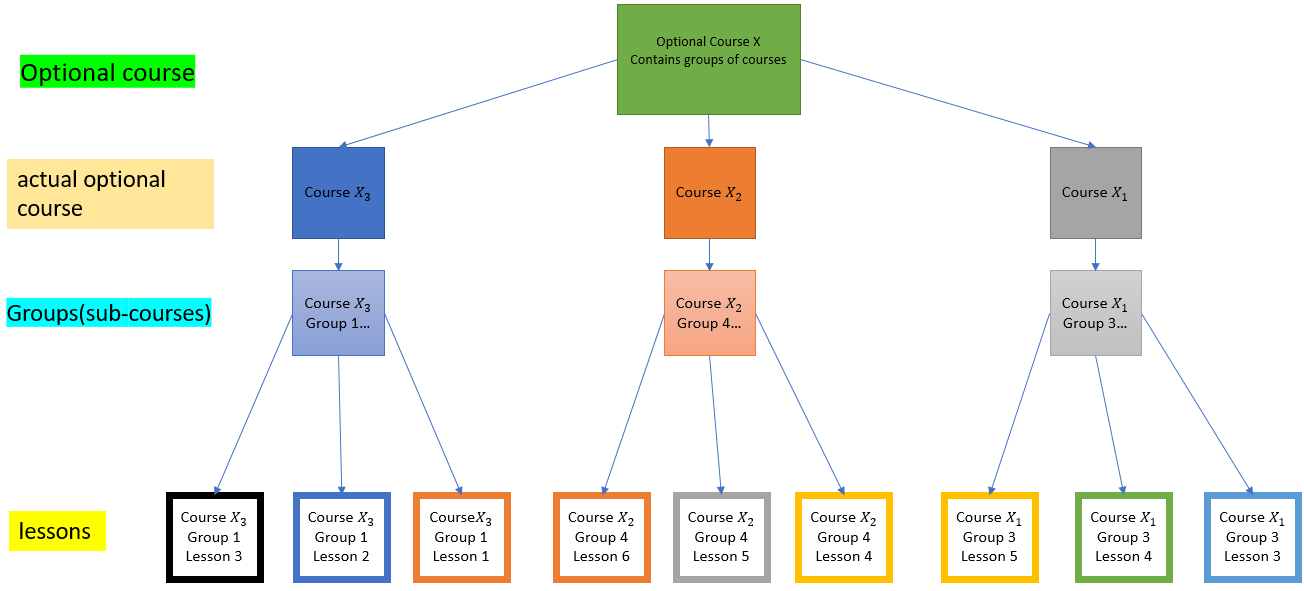 Optional course
Optional Course X
Contains groups of courses
actual optional
course
Course X₃
Course X₂
Course X₁
Groups(sub-courses)
Course X₃
Group 1...
Course X₂
Group 4...
Course X₁
Group 3...
lessons
Course X₃
Group 1
Lesson 3
Course X₃
Group 1
Lesson 2
CourseX₃
Group 1
Lesson 1
Course X₂
Group 4
Lesson 6
Course X₂
Group 4
Lesson 5
Course X₂
Group 4
Lesson 4
Course X₁
Group 3
Lesson 5
Course X₁
Group 3
Lesson 4
Course X₁
Group 3
Lesson 3